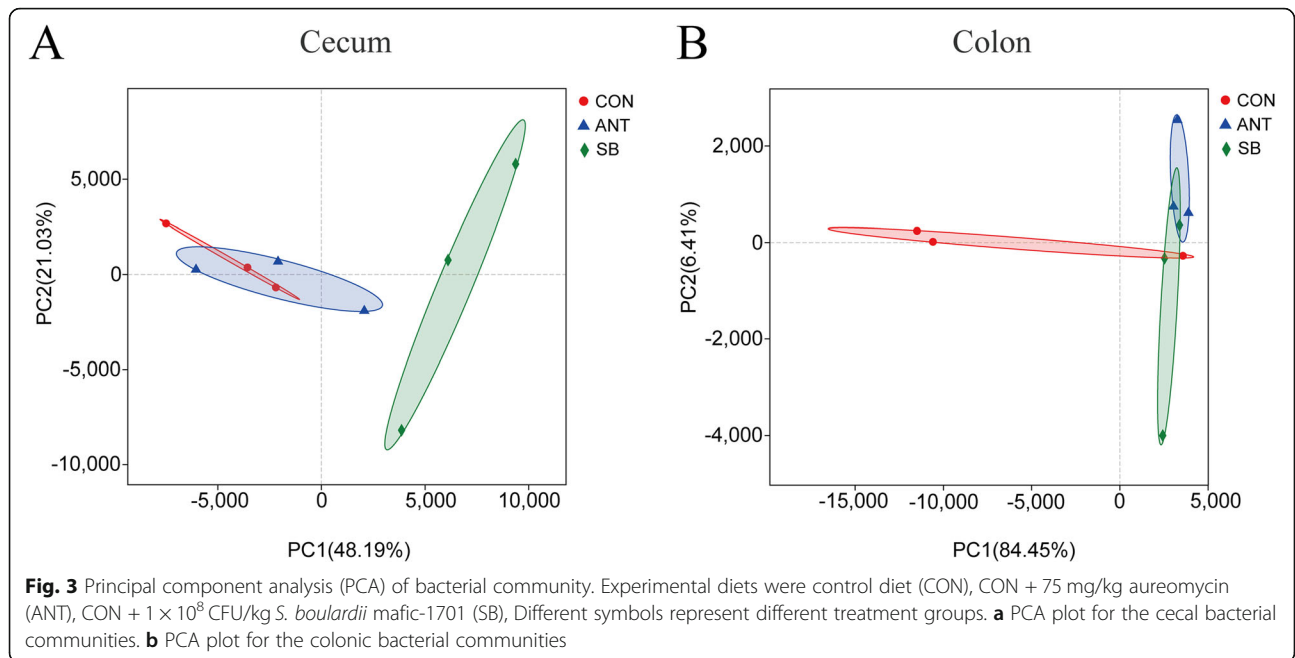 A
Cecum
CON
ANT
SB
5,000
0
-5,000
-10,000
PC2(21.03%)
-5,000
0
5,000
10,000
PC1(48.19%)
B
Colon
CON
ANT
SB
2,000
0
-2,000
-4,000
PC2(6.41%)
-15,000
-10,000
-5,000
0
5,000
PC1(84.45%)
Fig. 3 Principal component analysis (PCA) of bacterial community. Experimental diets were control diet (CON), CON + 75 mg/kg aureomycin
(ANT), CON + 1 × 10⁸ CFU/kg S. boulardii mafic-1701 (SB), Different symbols represent different treatment groups. a PCA plot for the cecal bacterial
communities. b PCA plot for the colonic bacterial communities